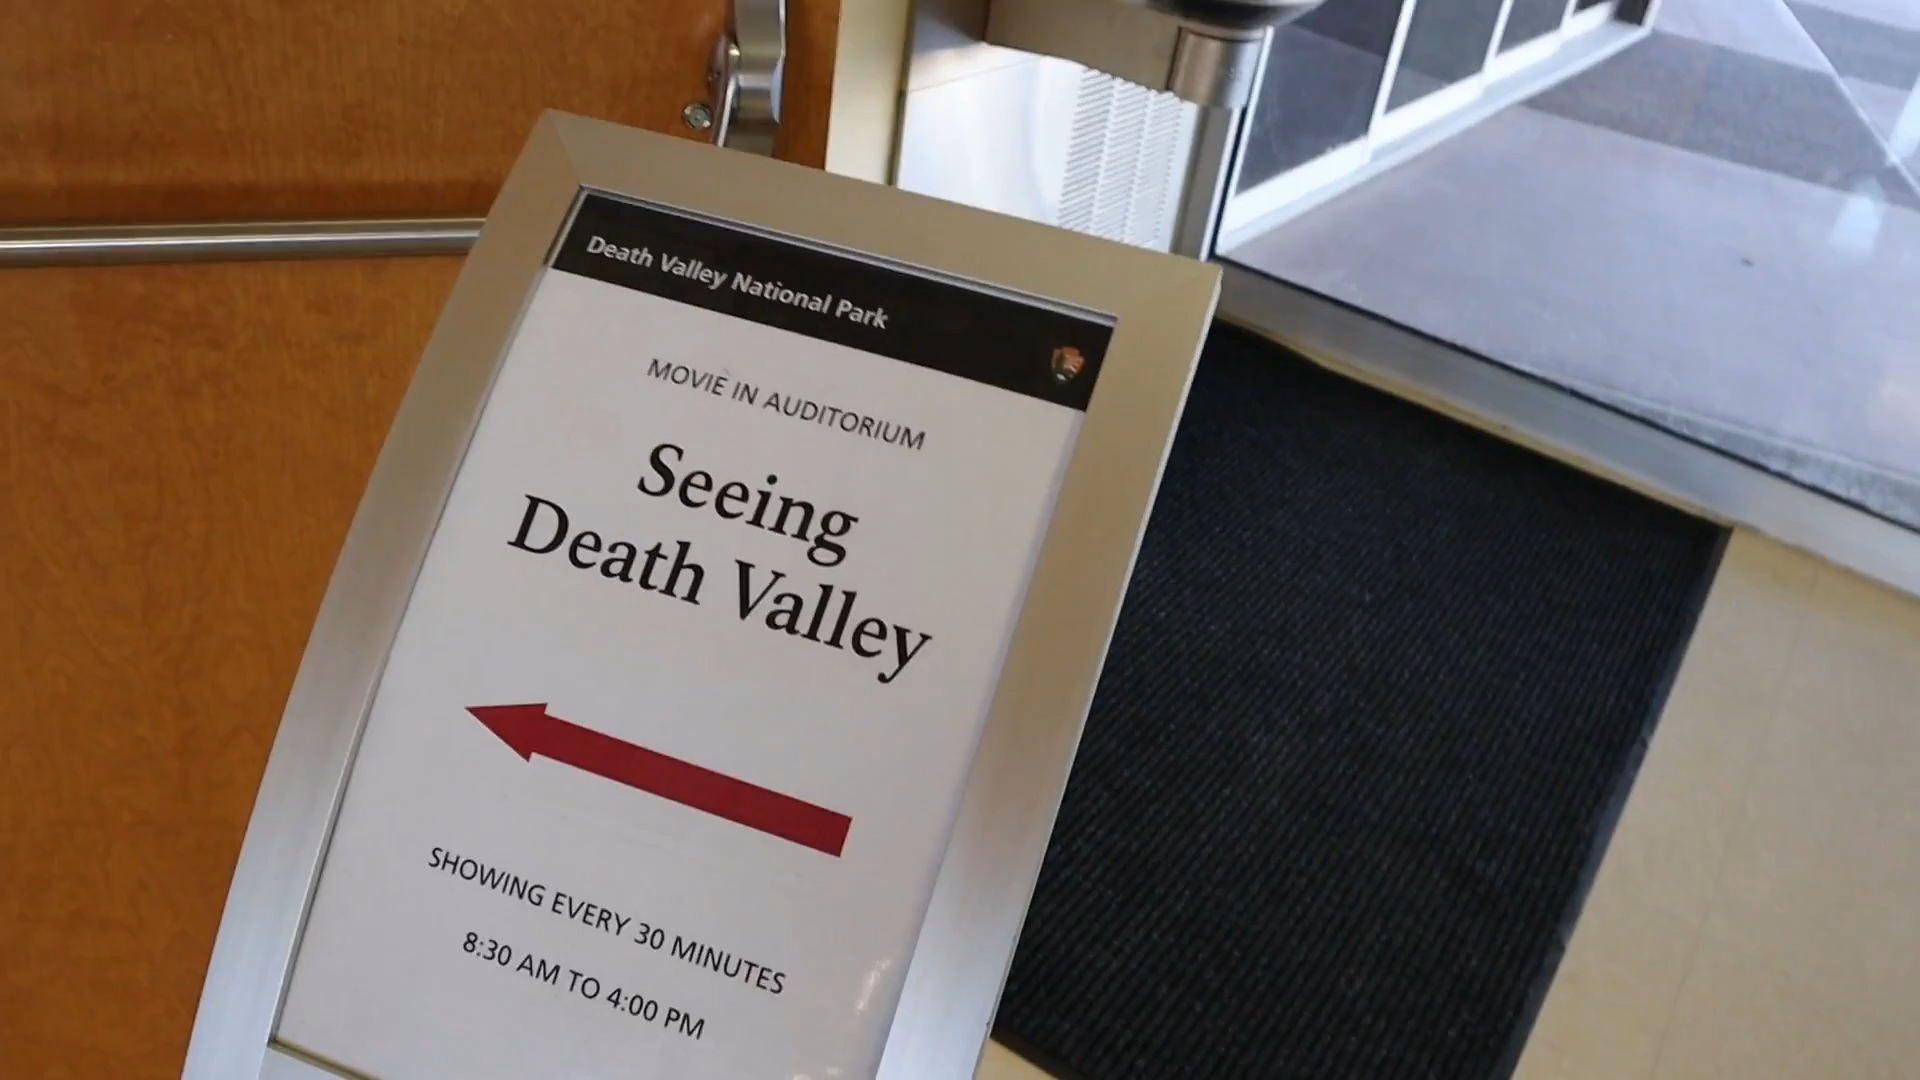 Death Valley National Park
MOVIE IN AUDITORIUM
Seeing
Death Valley
SHOWING EVERY 30 MINUTES
8:30 AM TO 4:00 PM